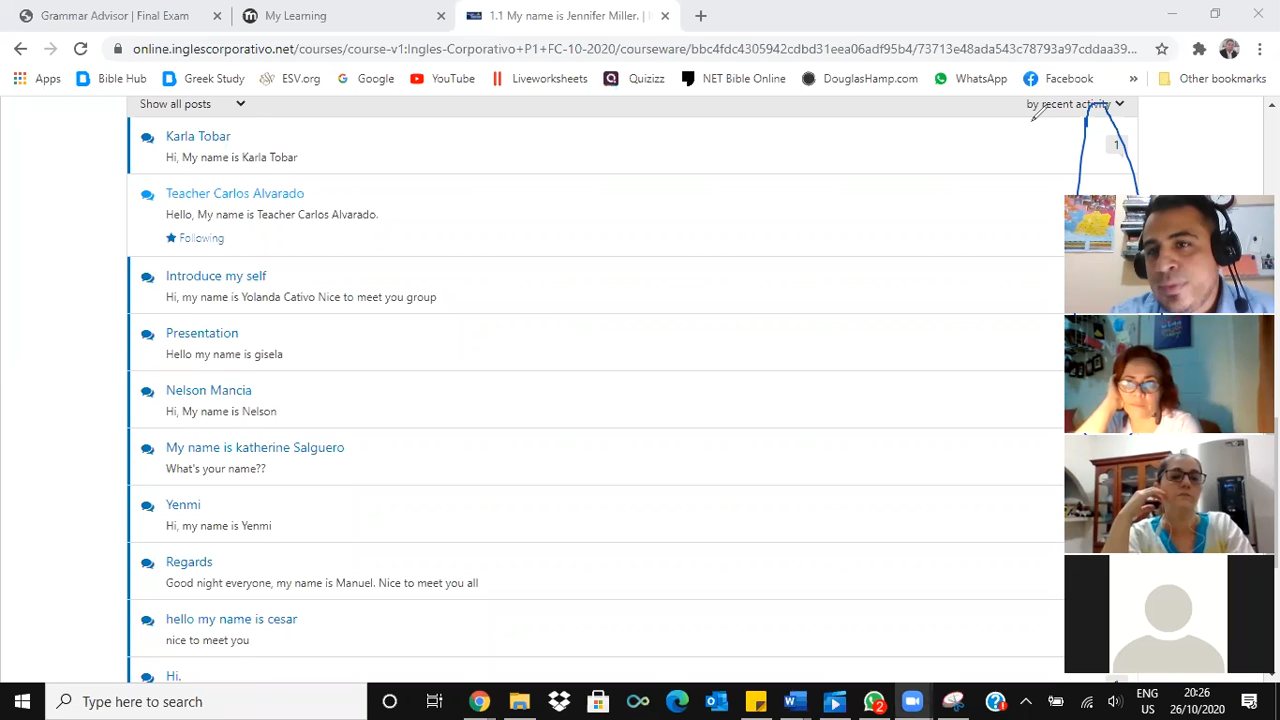 Grammar Advisor | Final Exam
My Learning
1.1 My name is Jennifer Miller. |
online.inglescorporativo.net/courses/course-v1:Ingles-Corporativo+P1+FC-10-2020/courseware/bbc4fdc4305942cdbd31eea06adf95b4/73713e48ada543c78793a97cddaa39...
Apps Bible Hub Greek Study ESV.org Google YouTube Liveworksheets Quizizz NET Bible Online DouglasHamp.com WhatsApp Facebook » Other bookmarks
Show all posts by recent activity
Karla Tobar
Hi, My name is Karla Tobar
1
Teacher Carlos Alvarado
Hello, My name is Teacher Carlos Alvarado.
Following
Introduce my self
Hi, my name is Yolanda Cativo Nice to meet you group
Presentation
Hello my name is gisela
Nelson Mancia
Hi, My name is Nelson
My name is katherine Salguero
What's your name??
Yenmi
Hi, my name is Yenmi
Regards
Good night everyone, my name is Manuel. Nice to meet you all
hello my name is cesar
nice to meet you
Hi.
Type here to search
2
ENG
US
20:26
26/10/2020